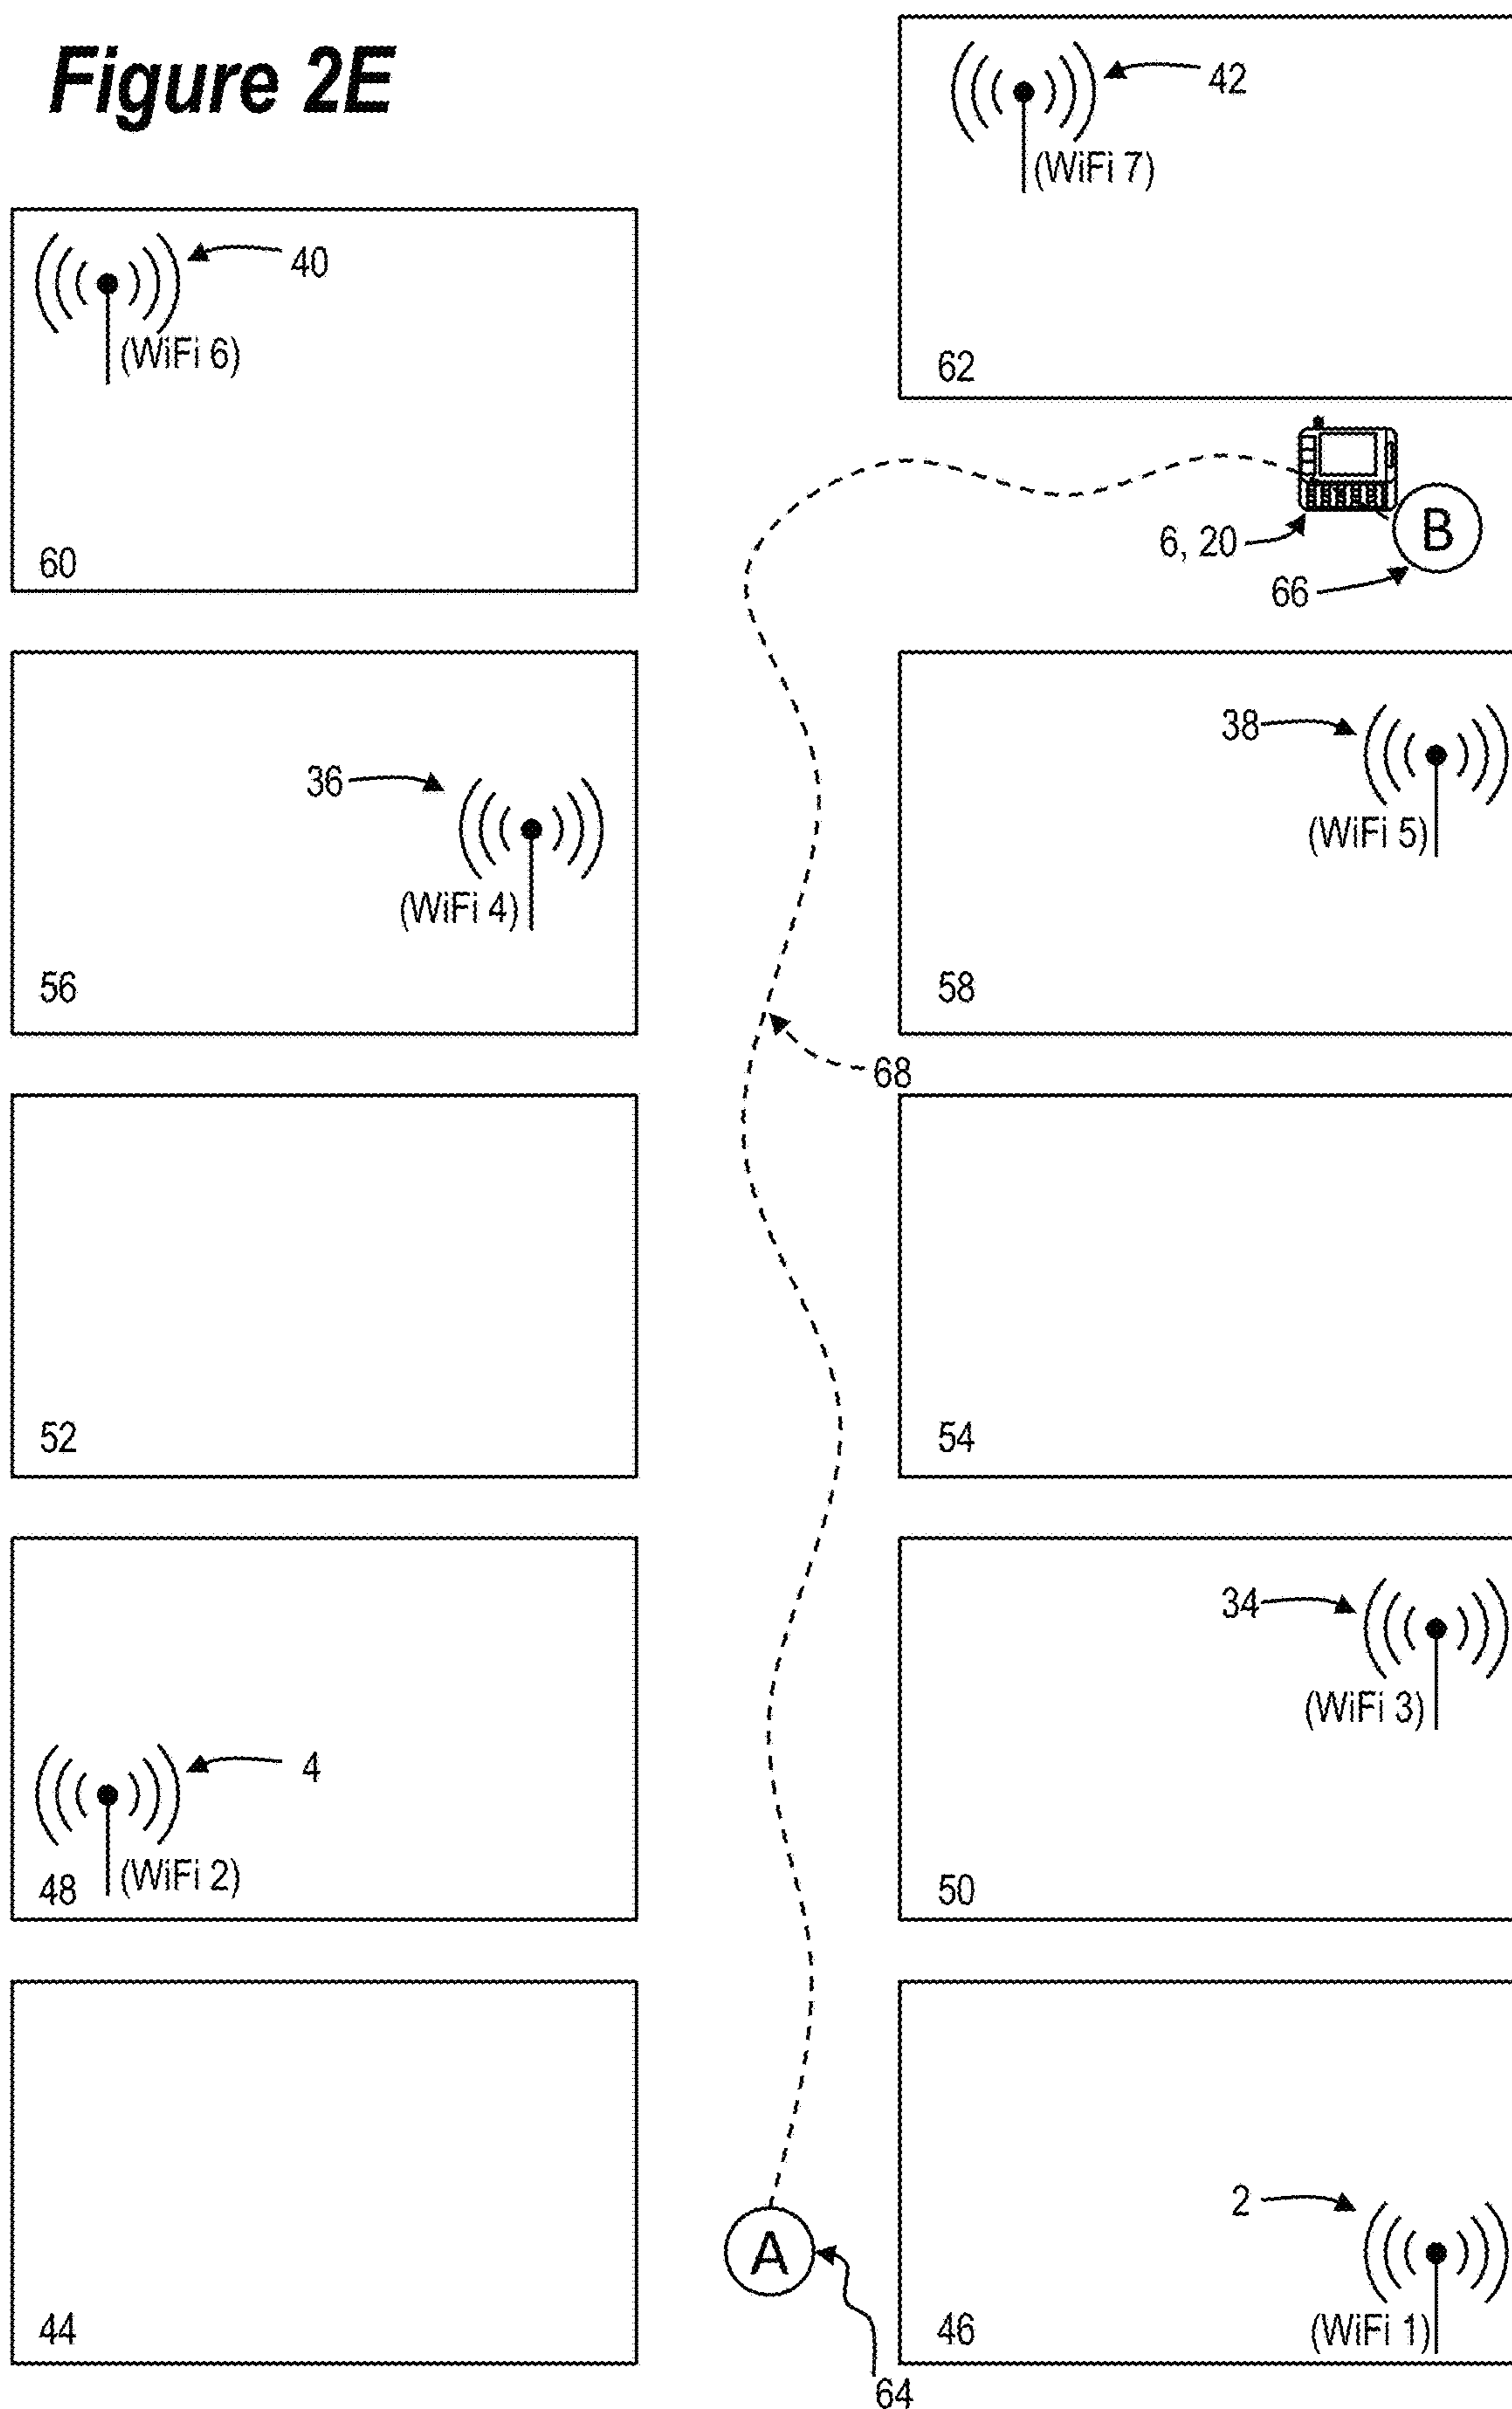 Figure 2E
42
(WiFi 7)
40
(WiFi 6)
62
60
6, 20
B
66
38
(WiFi 5)
36
(WiFi 4)
56
58
68
52
54
34
(WiFi 3)
4
(WiFi 2)
48
50
2
A
(WiFi 1)
44
46
64